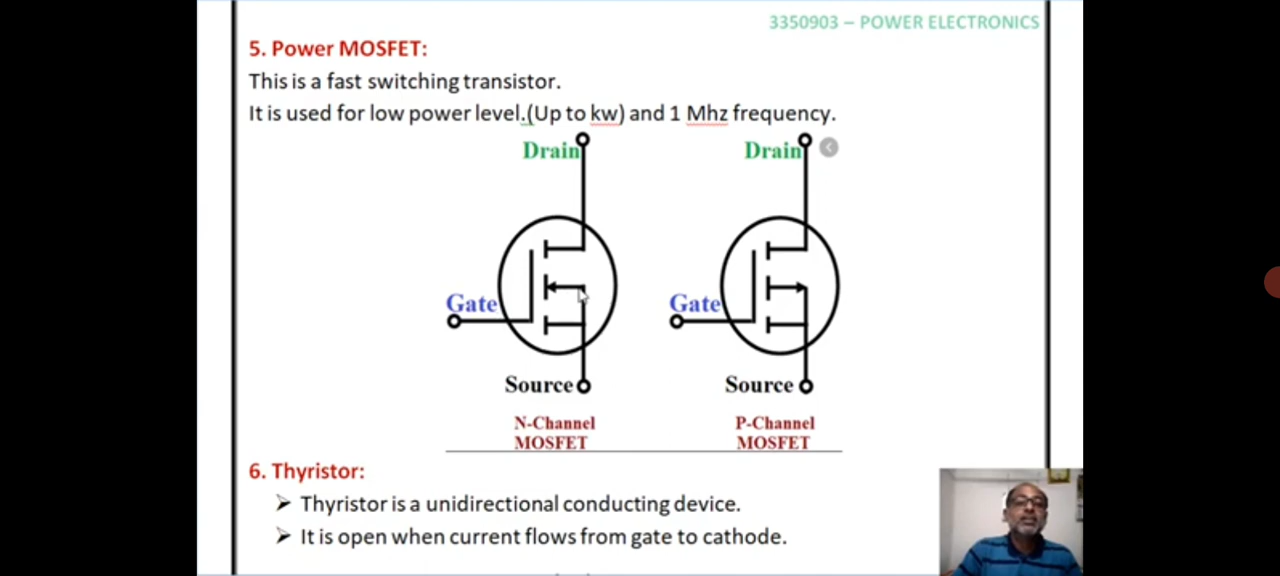 3350903 – POWER ELECTRONICS
5. Power MOSFET:
This is a fast switching transistor.
It is used for low power level.(Up to kw) and 1 Mhz frequency.
Drain Drain
Gate Gate
Source Source
N-Channel P-Channel
MOSFET MOSFET
6. Thyristor:
➤ Thyristor is a unidirectional conducting device.
➤ It is open when current flows from gate to cathode.